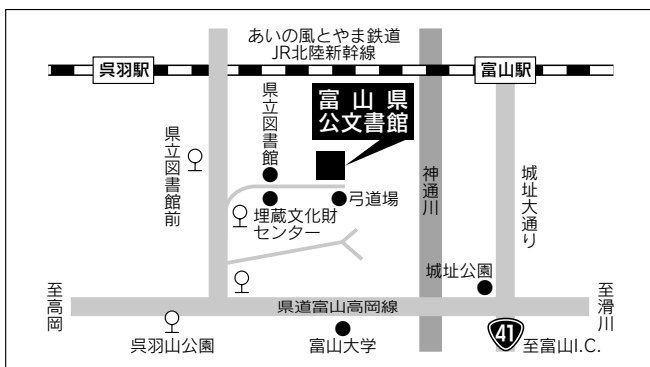 あいの風とやま鉄道
JR北陸新幹線
呉羽駅
富山駅
富山県
公文書館
県立図書館
県立図書館前
神通川
城址大通り
弓道場
埋蔵文化財
センター
城址公園
至高岡
県道富山高岡線
至滑川
呉羽山公園
富山大学
41
至富山I.C.